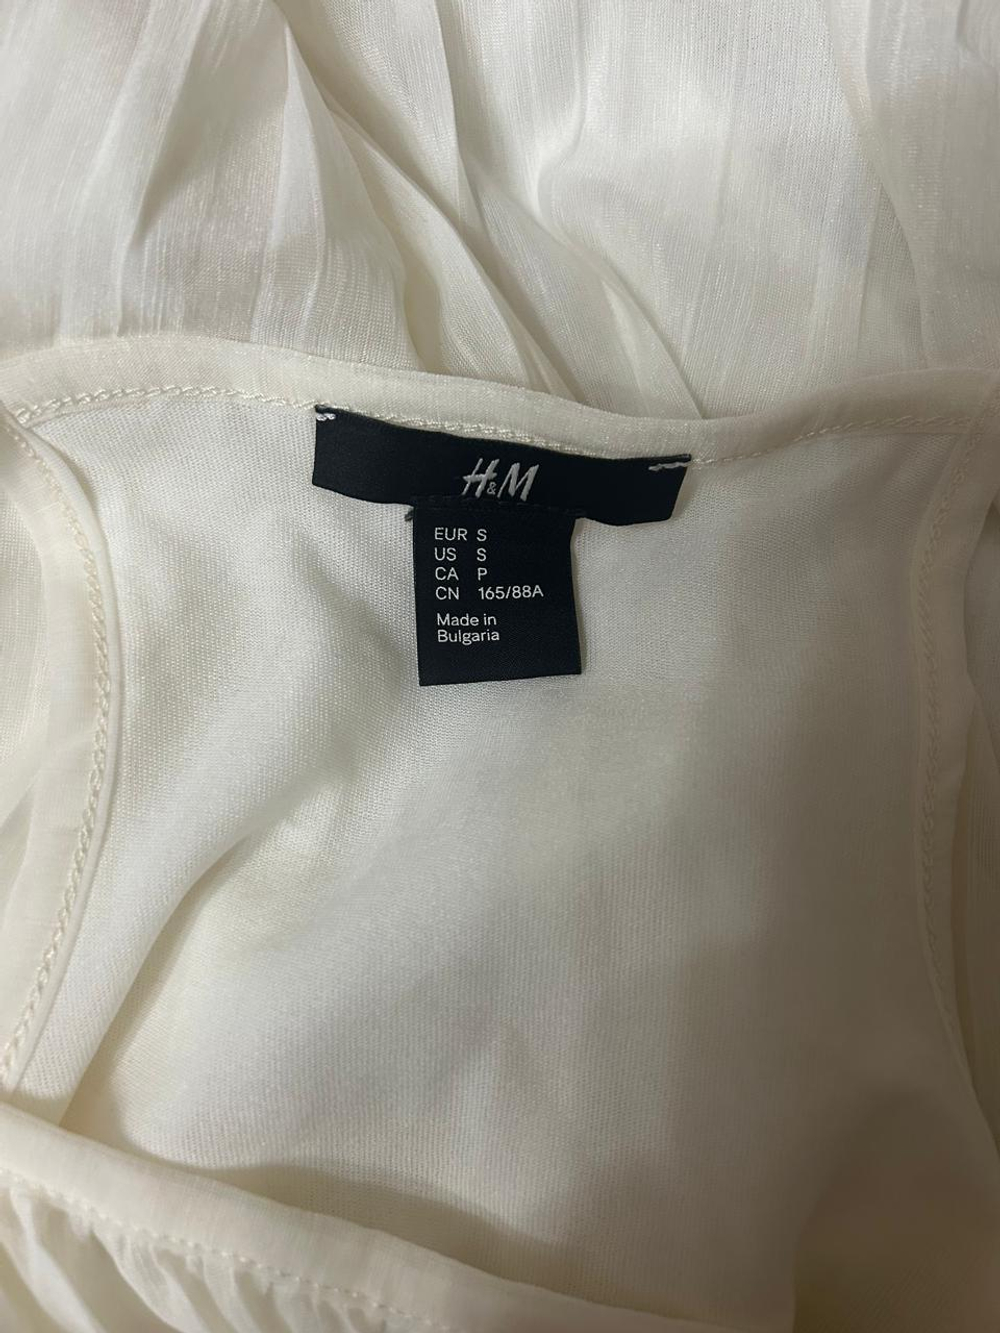 H&M
EUR S
US S
CA P
CN 165/88A
Made in
Bulgaria